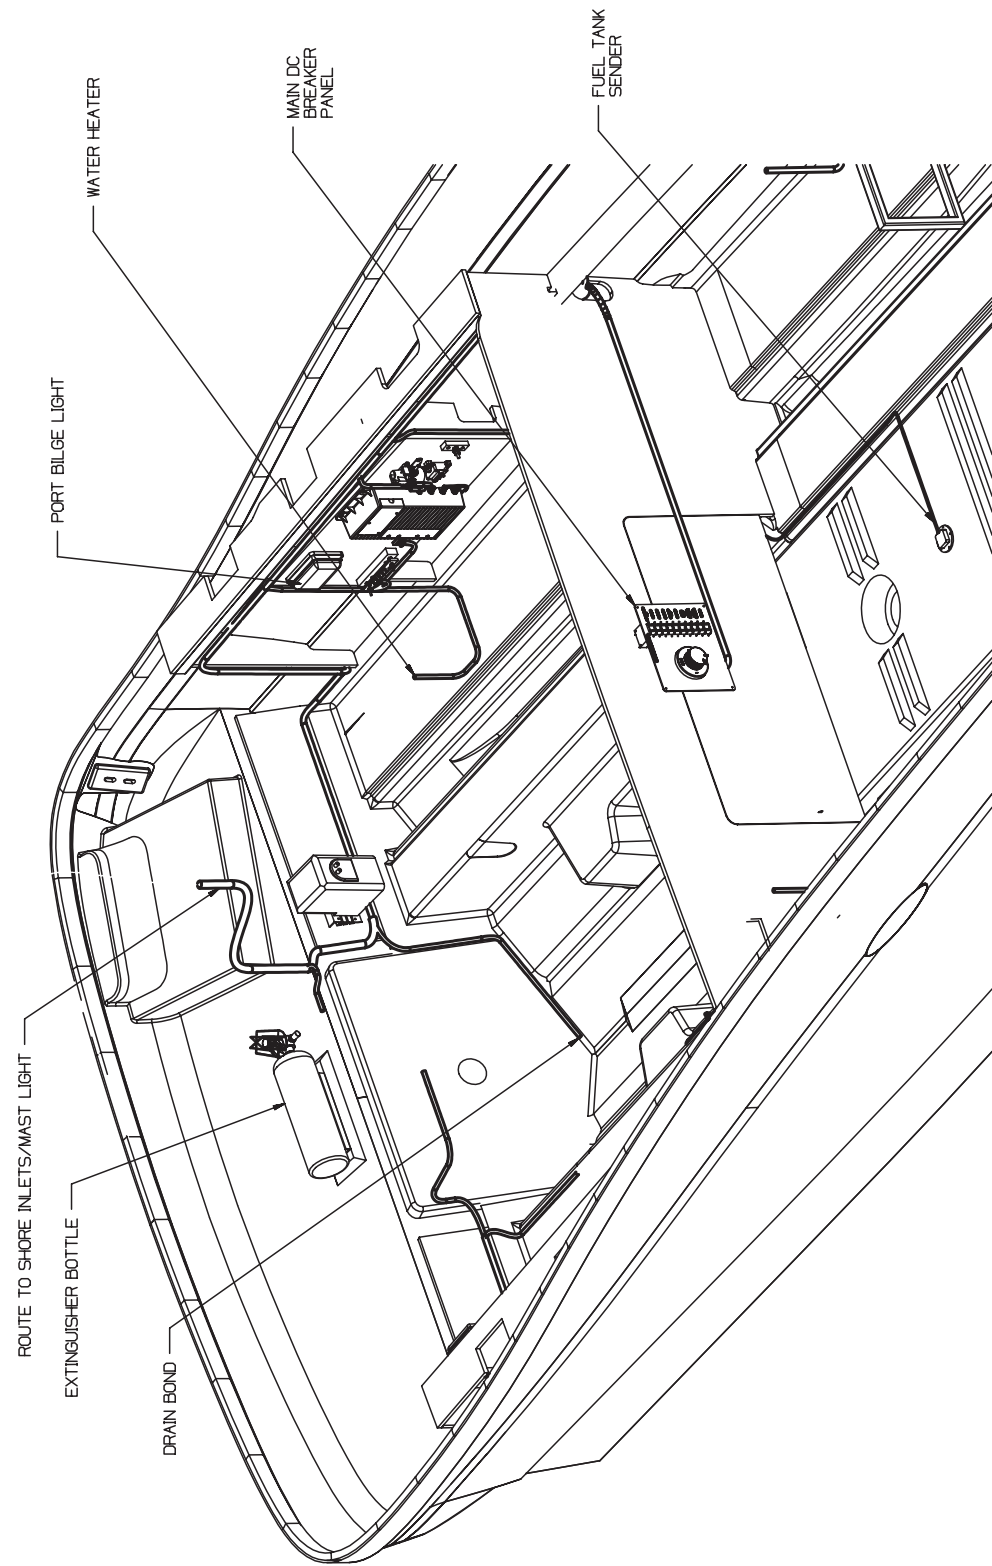 ROUTE TO SHORE INLETS/MAST LIGHT
EXTINGUISHER BOTTLE
DRAIN BOND
PORT BILGE LIGHT
WATER HEATER
MAIN DC
BREAKER
PANEL
FUEL TANK
SENDER